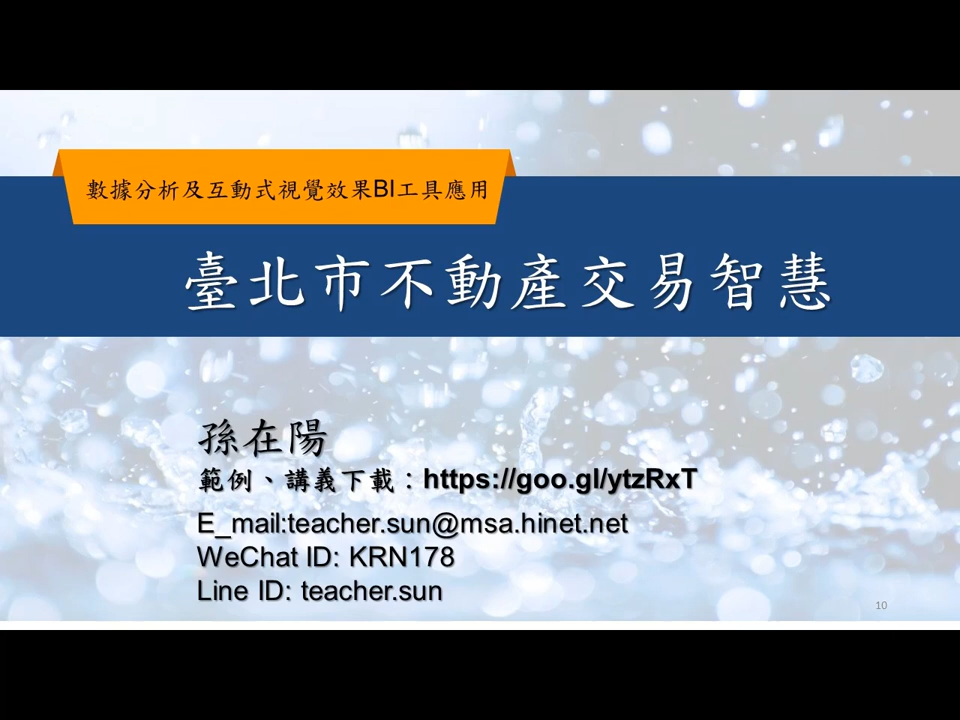 數據分析及互動式視覺效果BI工具應用
臺北市不動產交易智慧
孫在陽
範例、講義下載：https://goo.gl/ytzRxT
E_mail:teacher.sun@msa.hinet.net
WeChat ID: KRN178
Line ID: teacher.sun
10